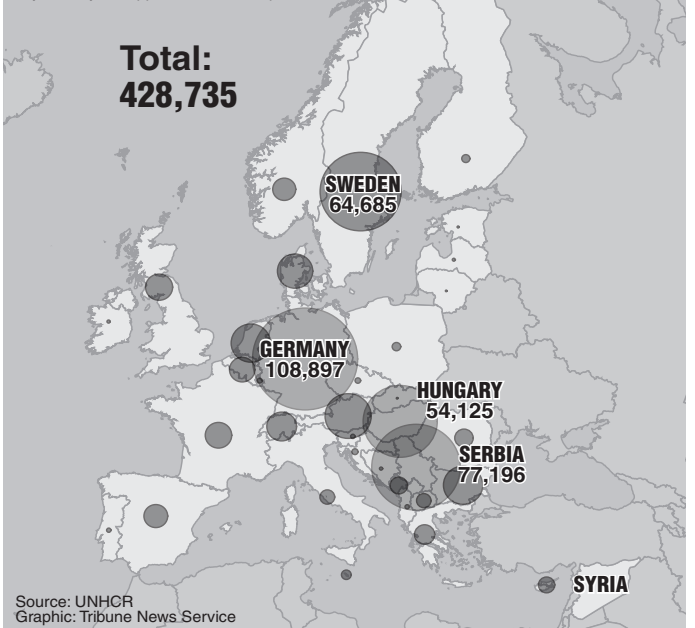 Total:
428,735
SWEDEN
64,685
GERMANY
108,897
HUNGARY
54,125
SERBIA
77,196
SYRIA
Source: UNHCR
Graphic: Tribune News Service